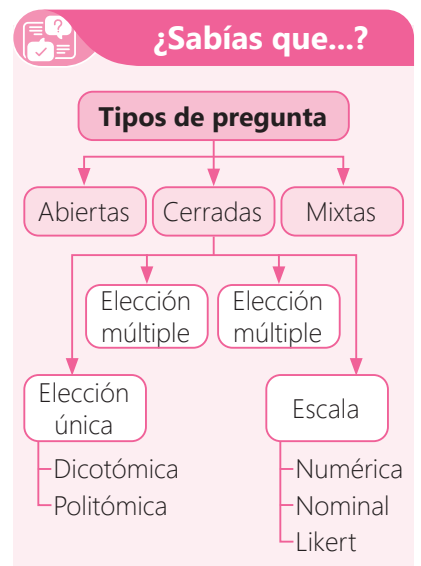 ¿Sabías que...?
Tipos de pregunta
Abiertas
Cerradas
Mixtas
Elección
múltiple
Elección
múltiple
Elección
única
Dicotómica
Politómica
Escala
Numérica
Nominal
Likert